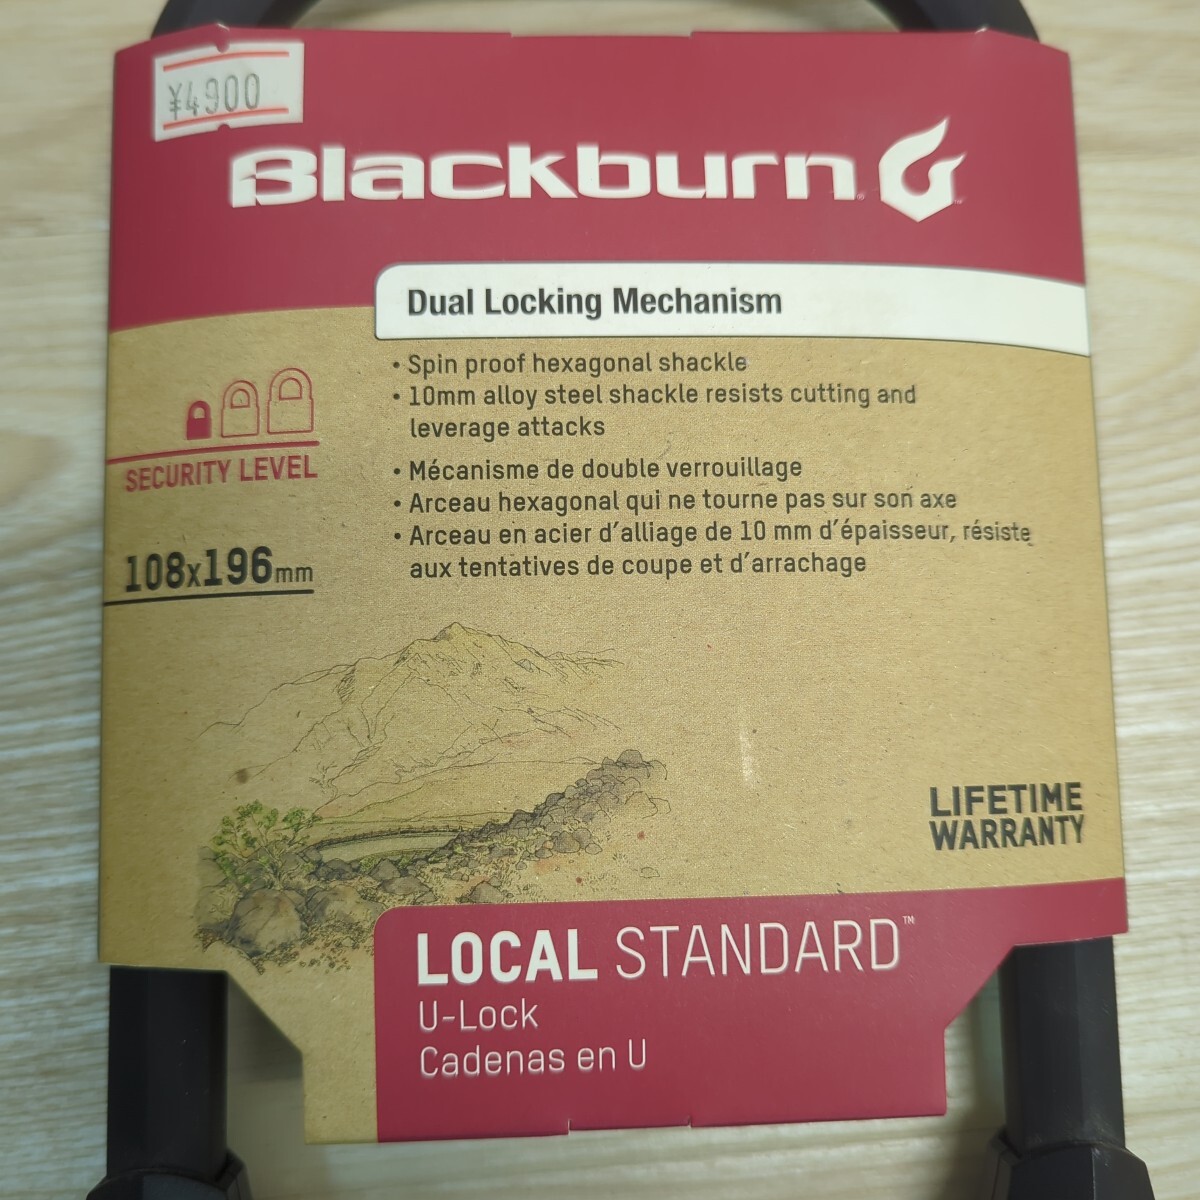 ¥4900
Blackburn
Dual Locking Mechanism
• Spin proof hexagonal shackle
• 10mm alloy steel shackle resists cutting and
leverage attacks
• Mécanisme de double verrouillage
• Arceau hexagonal qui ne tourne pas sur son axe
• Arceau en acier d'alliage de 10 mm d'épaisseur, résiste
aux tentatives de coupe et d'arrachage
SECURITY LEVEL
108x196mm
LIFETIME
WARRANTY
LOCAL STANDARD™
U-Lock
Cadenas en U